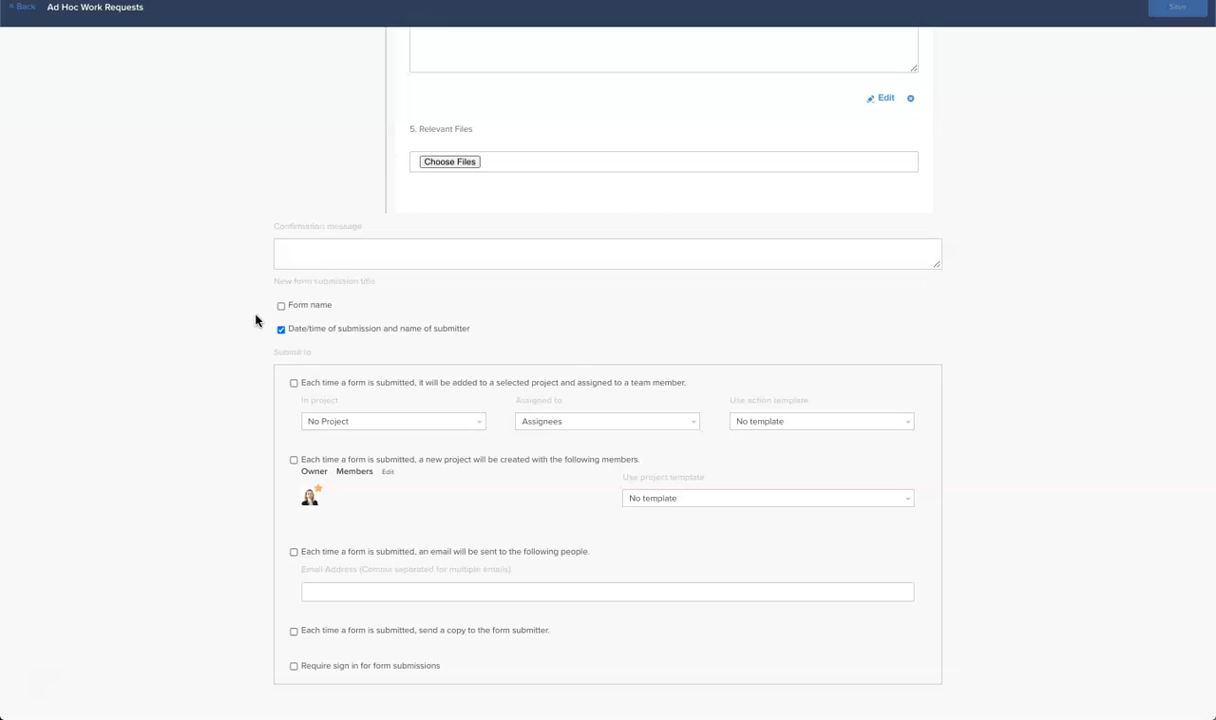 < Back Ad Hoc Work Requests Save
Edit
5. Relevant Files
Choose Files
Confirmation message
New form submission title
Form name
Date/time of submission and name of submitter
Submit to
Each time a form is submitted, it will be added to a selected project and assigned to a team member.
In project Assigned to Use action template
No Project Assignees No template
Each time a form is submitted, a new project will be created with the following members.
Owner Members Edit
Use project template
No template
Each time a form is submitted, an email will be sent to the following people.
Email-Address (Comma separated for multiple emails)
Each time a form is submitted, send a copy to the form submitter.
Require sign in for form submissions